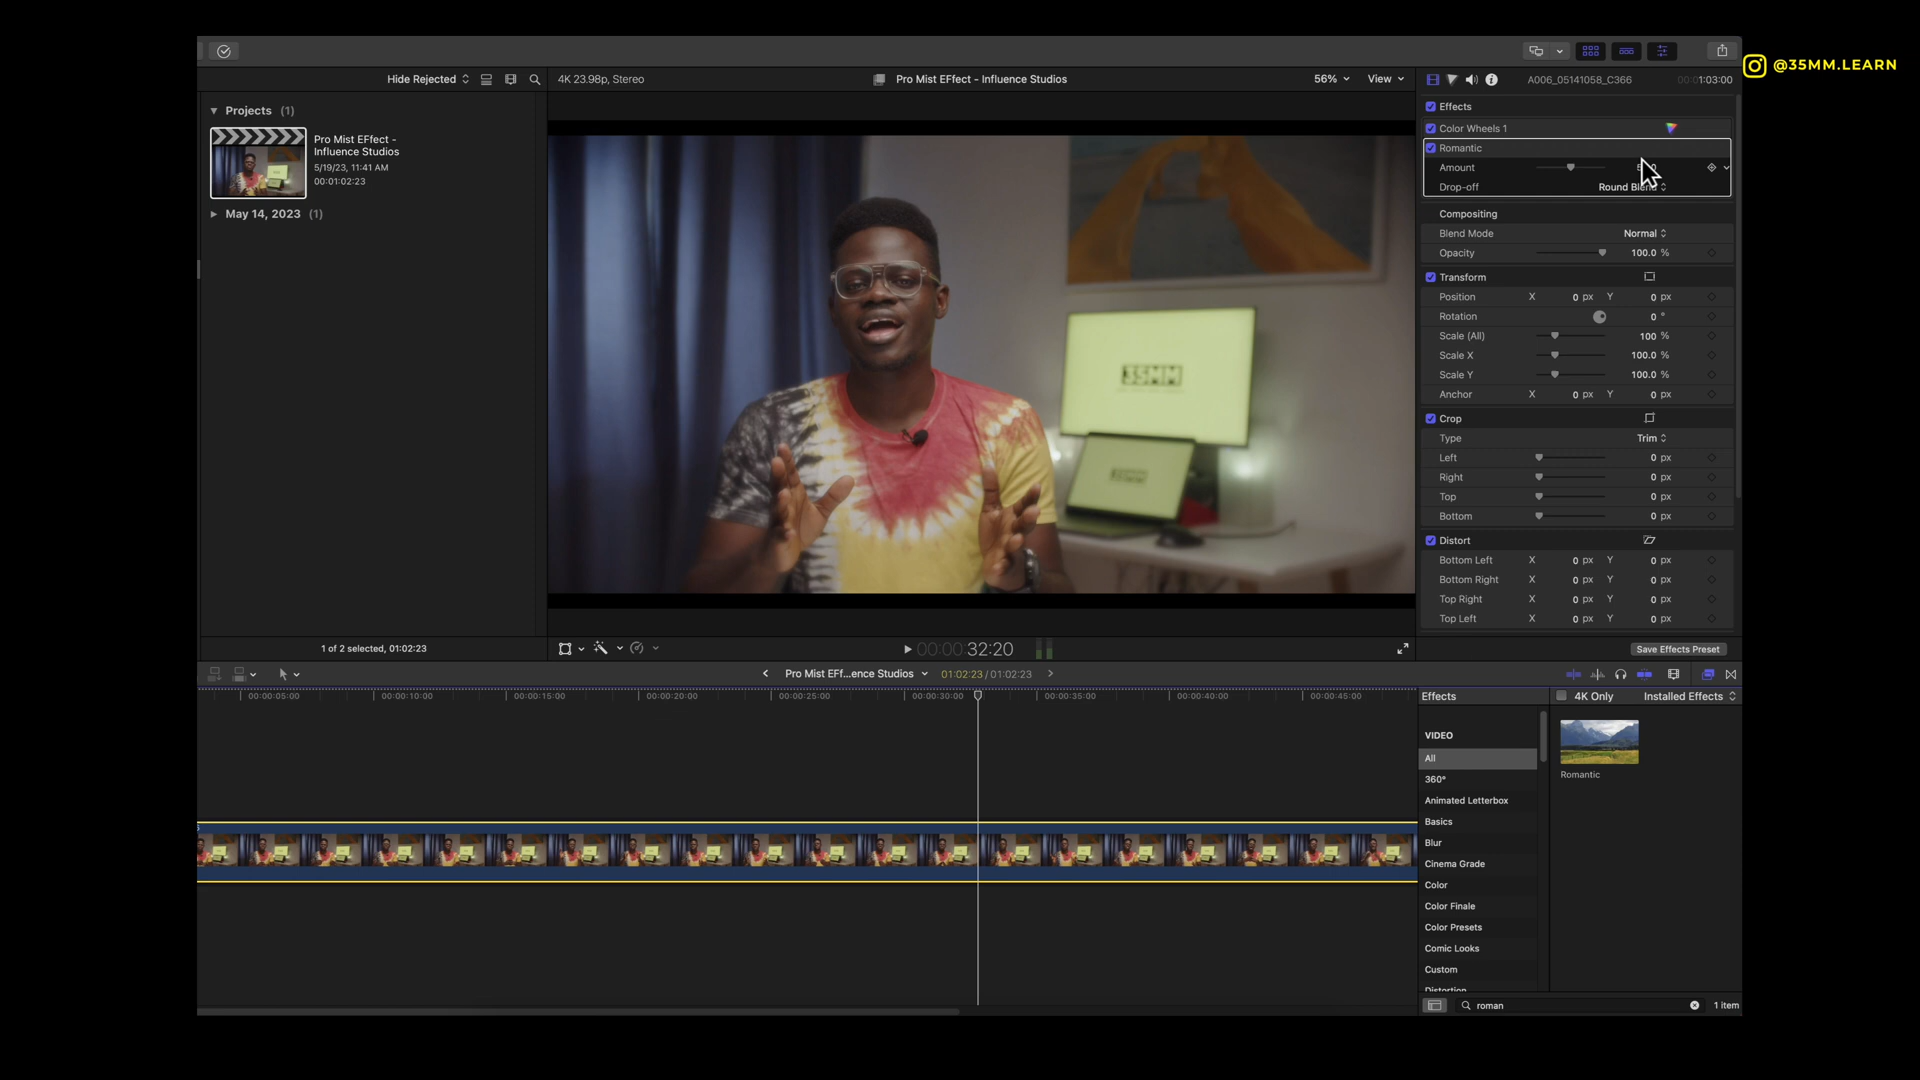 @35MM.LEARN
Hide Rejected
4K 23.98p, Stereo
Pro Mist EFfect - Influence Studios
56%
View
A006_05141058_C366
00:01:03:00
Projects (1)
Pro Mist EFfect -
Influence Studios
5/19/23, 11:41 AM
00:01:02:23
May 14, 2023 (1)
35MM
Effects
Color Wheels 1
Romantic
Amount
Drop-off
Compositing
Blend Mode Normal
Opacity 100.0 %
Transform
Position X 0 px Y 0 px
Rotation 0 °
Scale (All) 100 %
Scale X 100.0 %
Scale Y 100.0 %
Anchor X 0 px Y 0 px
Crop
Type Trim
Left 0 px
Right 0 px
Top 0 px
Bottom 0 px
Distort
Bottom Left X 0 px Y 0 px
Bottom Right X 0 px Y 0 px
Top Right X 0 px Y 0 px
Top Left X 0 px Y 0 px
Save Effects Preset
1 of 2 selected, 01:02:23
00:00:32:20
Pro Mist EFf...ence Studios
01:02:23 / 01:02:23
00:00:05:00
00:00:10:00
00:00:15:00
00:00:20:00
00:00:25:00
00:00:30:00
00:00:35:00
00:00:40:00
00:00:45:00
Effects
4K Only
Installed Effects
VIDEO
All
360°
Animated Letterbox
Basics
Blur
Cinema Grade
Color
Color Finale
Color Presets
Comic Looks
Custom
Distortion
Romantic
roman
1 item